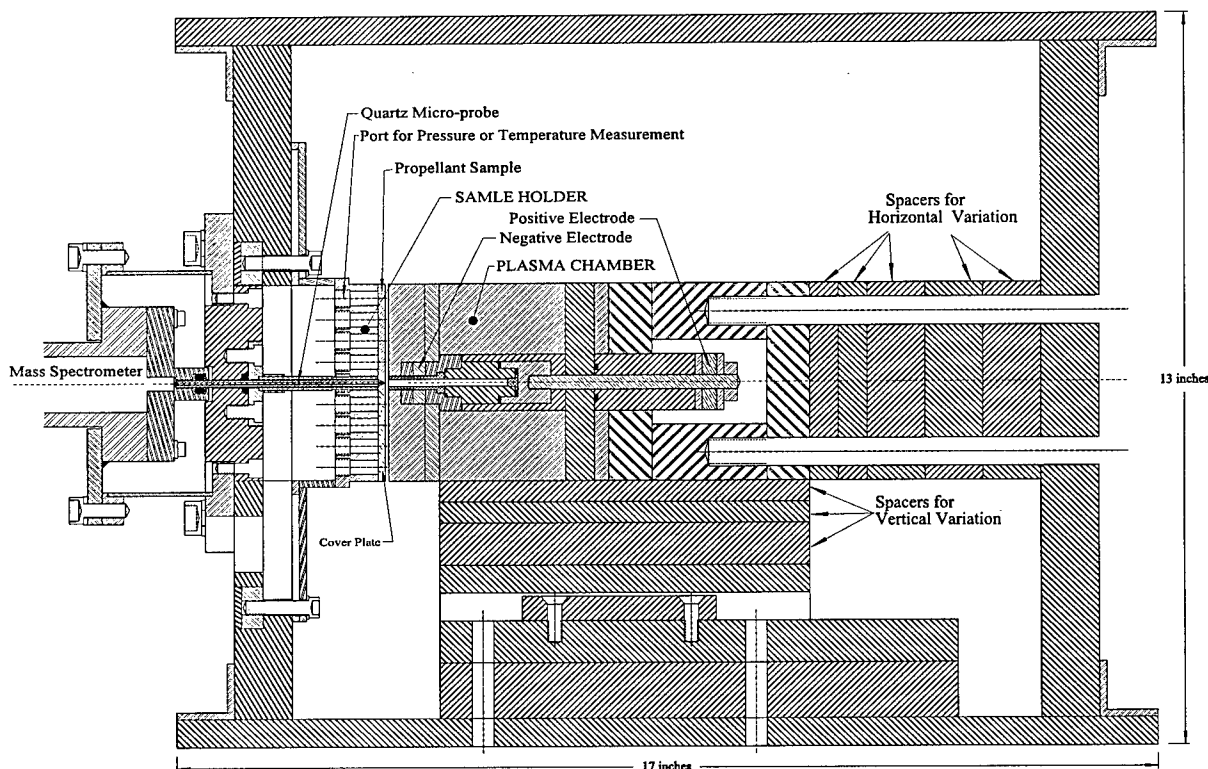 Quartz Micro-probe
Port for Pressure or Temperature Measurement
Propellant Sample
SAMLE HOLDER
Positive Electrode
Negative Electrode
PLASMA CHAMBER
Spacers for
Horizontal Variation
Mass Spectrometer
13 inches
Spacers for
Vertical Variation
Cover Plate
17 inches